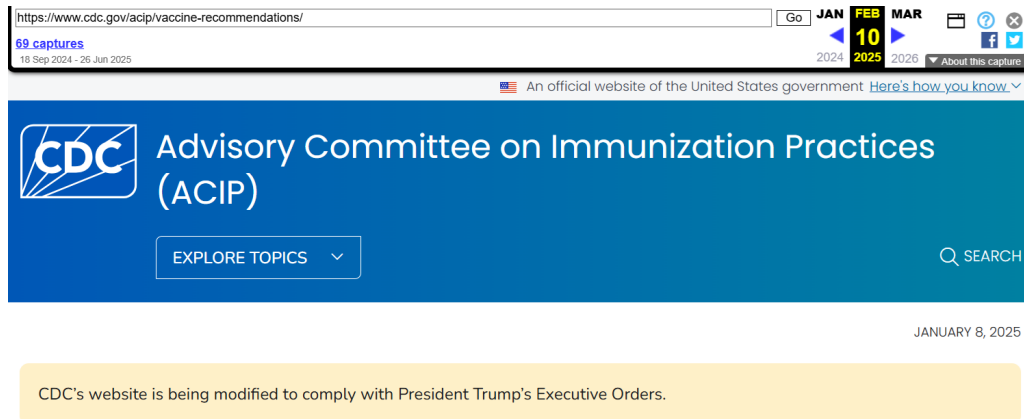 https://www.cdc.gov/acip/vaccine-recommendations/ Go JAN FEB MAR
69 captures 10
18 Sep 2024 - 26 Jun 2025 2024 2025 2026 About this capture
An official website of the United States government Here's how you know
CDC Advisory Committee on Immunization Practices
(ACIP)
EXPLORE TOPICS SEARCH
JANUARY 8, 2025
CDC’s website is being modified to comply with President Trump’s Executive Orders.